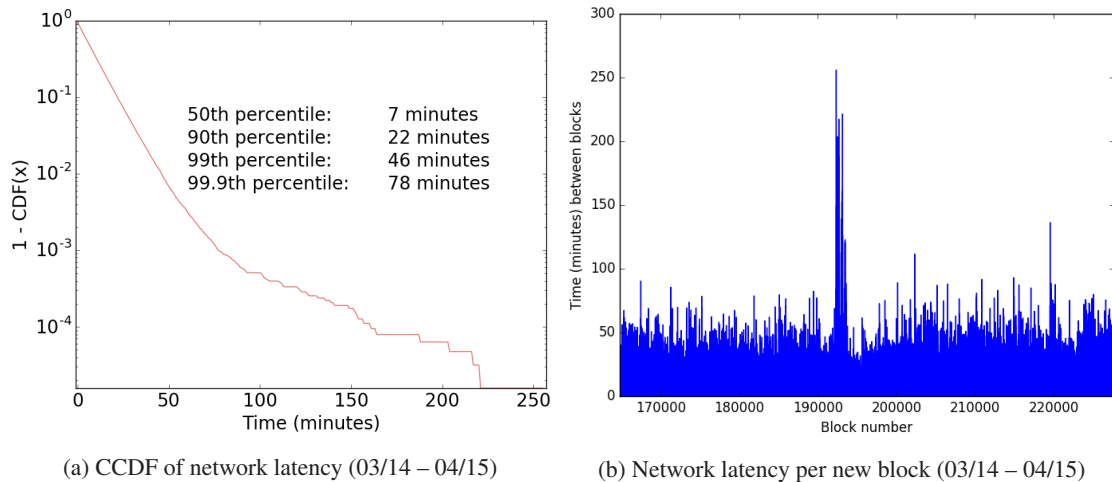 10^0
10^-1
10^-2
10^-3
10^-4
1 - CDF(x)
50th percentile: 7 minutes
90th percentile: 22 minutes
99th percentile: 46 minutes
99.9th percentile: 78 minutes
0 50 100 150 200 250
Time (minutes)
(a) CCDF of network latency (03/14 – 04/15)
300
250
200
150
100
50
0
Time (minutes) between blocks
170000 180000 190000 200000 210000 220000
Block number
(b) Network latency per new block (03/14 – 04/15)